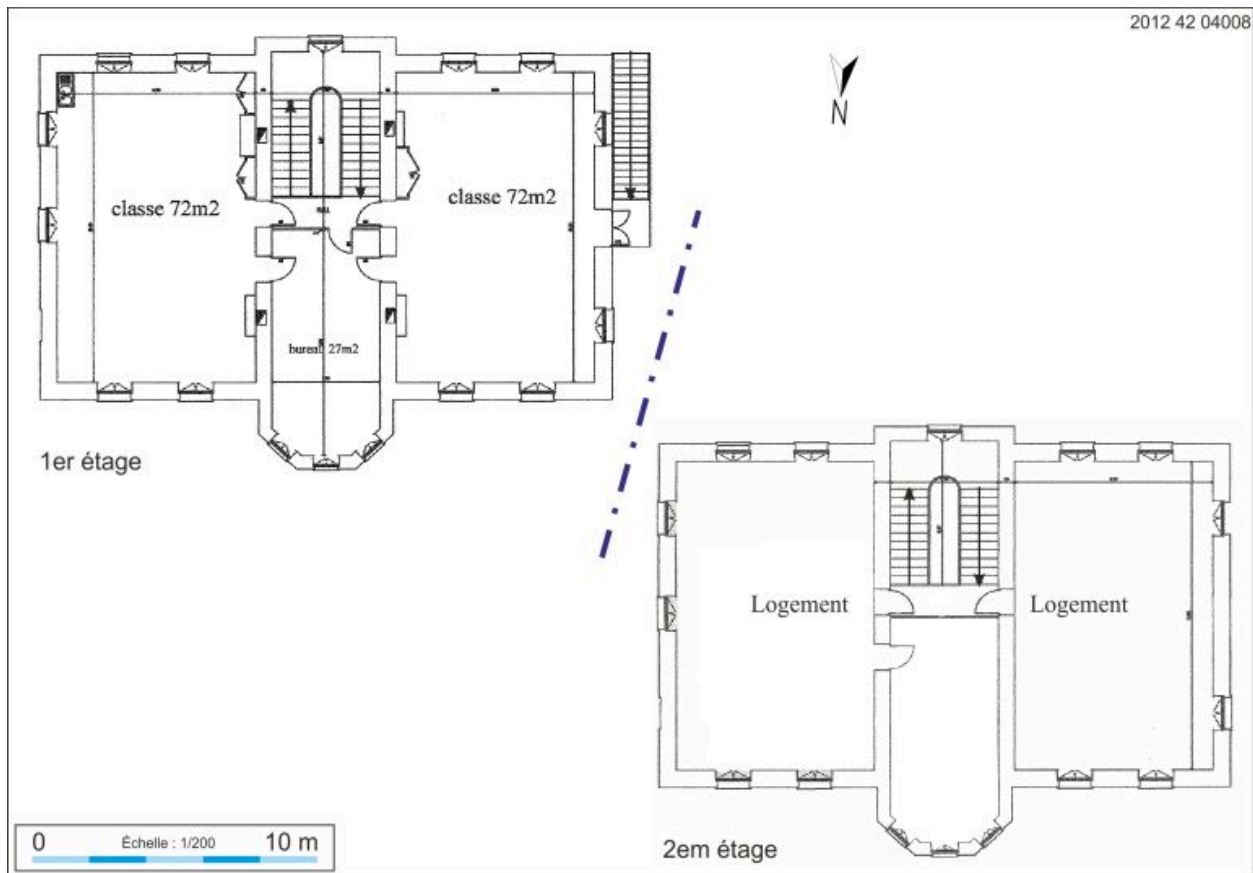 2012 42 04008
N
classe 72m2
classe 72m2
bureau 27m2
1er étage
Logement
Logement
2em étage
0 Échelle : 1/200 10 m